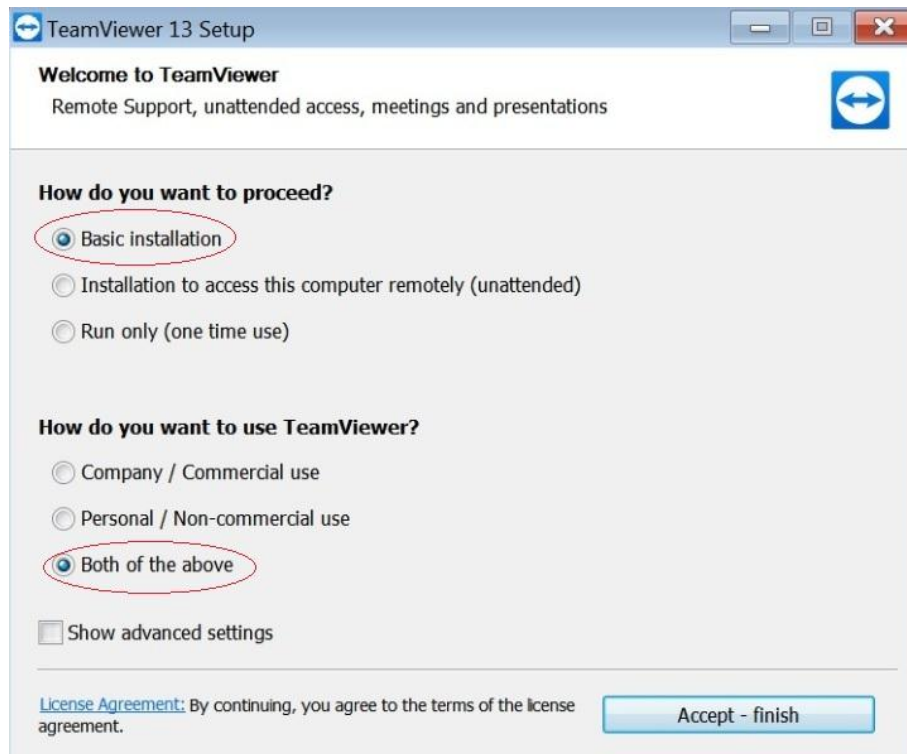 TeamViewer 13 Setup
Welcome to TeamViewer
Remote Support, unattended access, meetings and presentations
How do you want to proceed?
Basic installation
Installation to access this computer remotely (unattended)
Run only (one time use)
How do you want to use TeamViewer?
Company / Commercial use
Personal / Non-commercial use
Both of the above
Show advanced settings
License Agreement: By continuing, you agree to the terms of the license
agreement.
Accept - finish